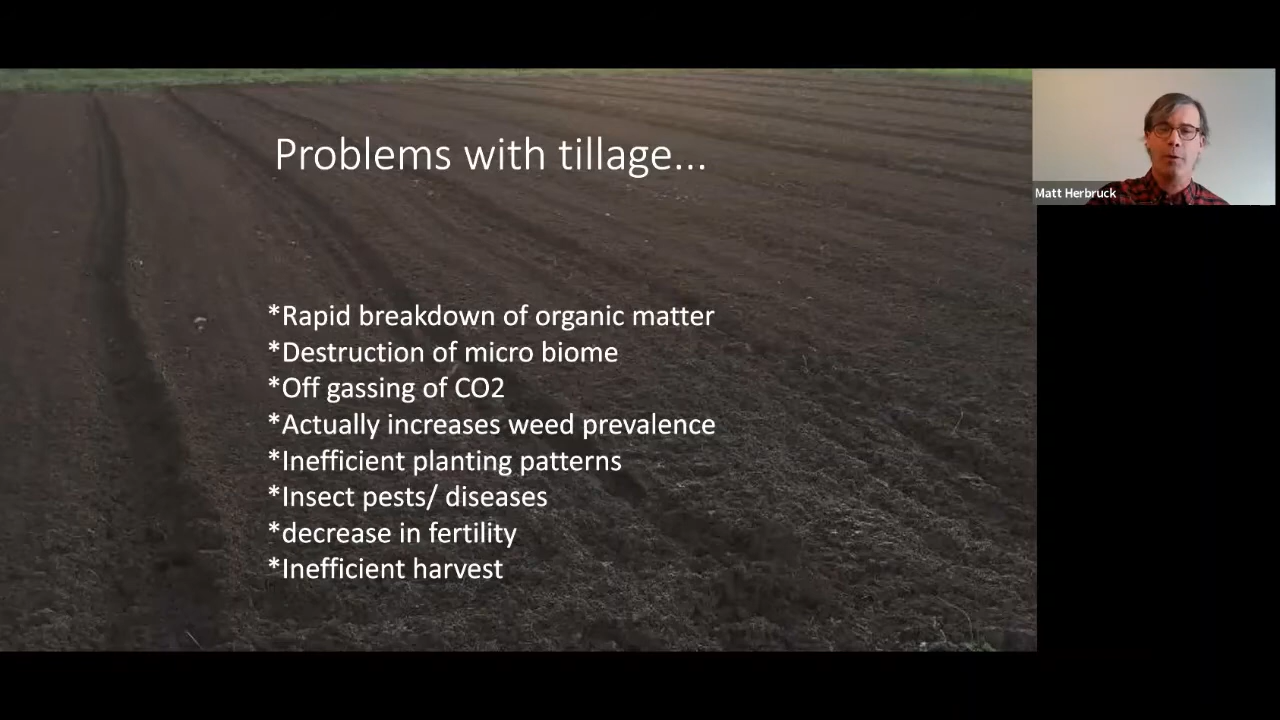 Problems with tillage...
Matt Herbruck
*Rapid breakdown of organic matter
*Destruction of micro biome
*Off gassing of CO2
*Actually increases weed prevalence
*Inefficient planting patterns
*Insect pests/ diseases
*decrease in fertility
*Inefficient harvest